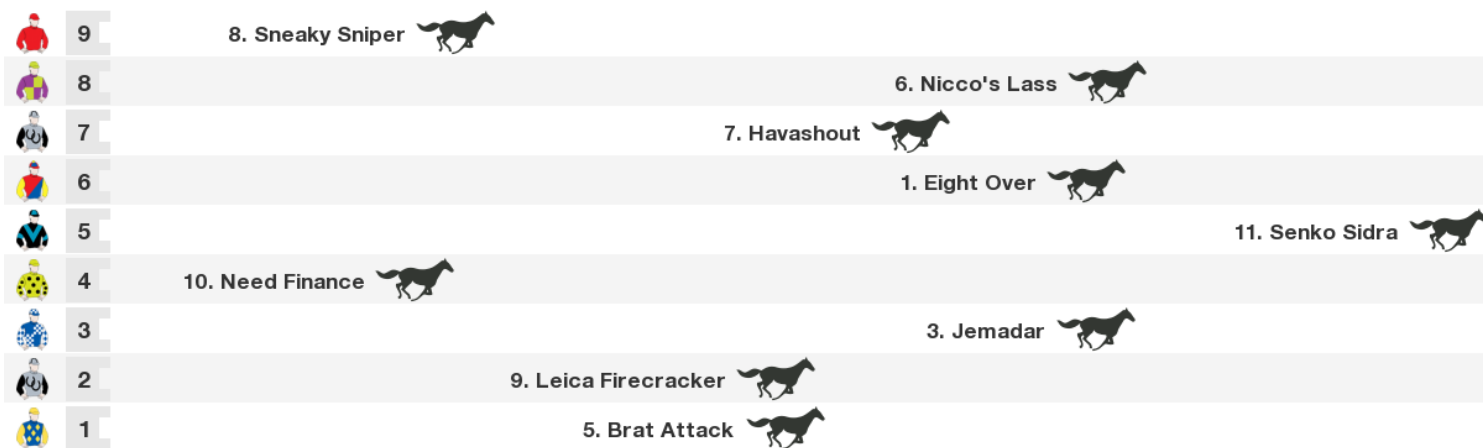 9 8. Sneaky Sniper
8 6. Nicco's Lass
7 7. Havashout
6 1. Eight Over
5 11. Senko Sidra
4 10. Need Finance
3 3. Jemadar
2 9. Leica Firecracker
1 5. Brat Attack